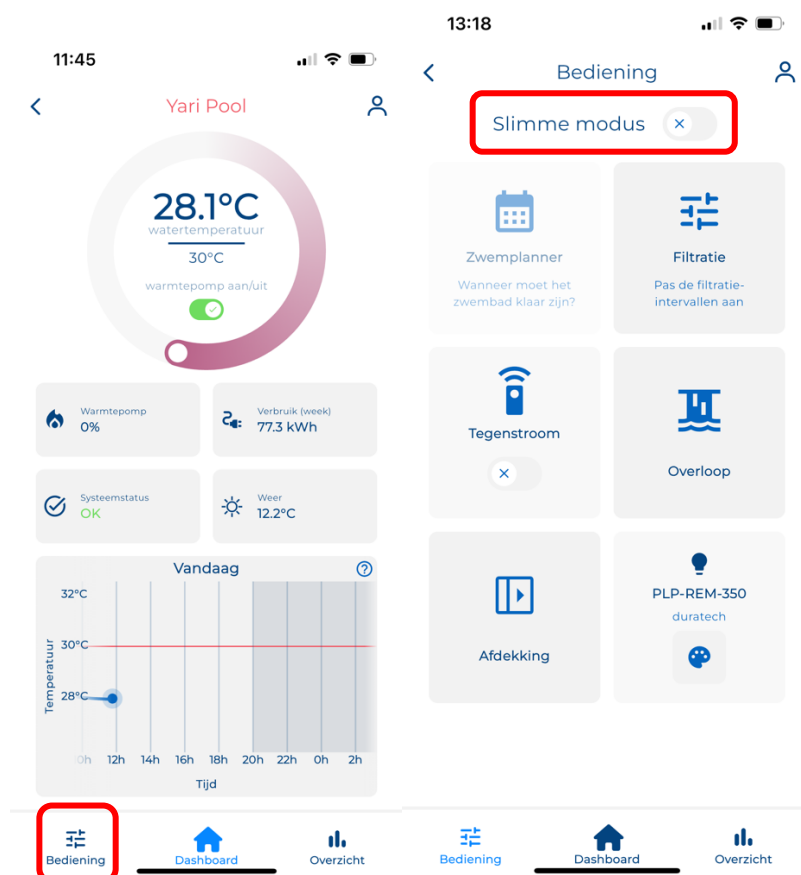 11:45
Yari Pool
28.1°C
watertemperatuur
30°C
warmtepomp aan/uit
Warmtepomp
0%
Verbruik (week)
77.3 kWh
Systeemstatus
OK
Weer
12.2°C
Vandaag
32°C
30°C
28°C
Temperatuur
0h 12h 14h 16h 18h 20h 22h 0h 2h
Tijd
Bediening Dashboard Overzicht
13:18
Bediening
Slimme modus
Zwemplanner
Wanneer moet het
zwembad klaar zijn?
Filtratie
Pas de filtratie-
intervallen aan
Tegenstroom
Overloop
Afdekking
PLP-REM-350
duratech
Bediening Dashboard Overzicht